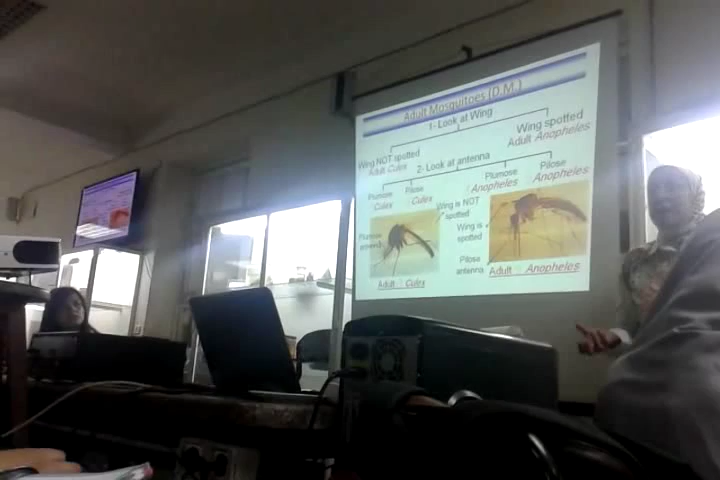 Adult Mosquitoes (D.M.)
1- Look at Wing
Wing NOT spotted
Adult Culex
Wing spotted
Adult Anopheles
2- Look at antenna
Plumose
Culex
Pilose
Culex
Plumose
Anopheles
Pilose
Anopheles
Wing is NOT
spotted
Wing is
spotted
Plumose
Pilose
antenna
Adult Culex
Adult Anopheles